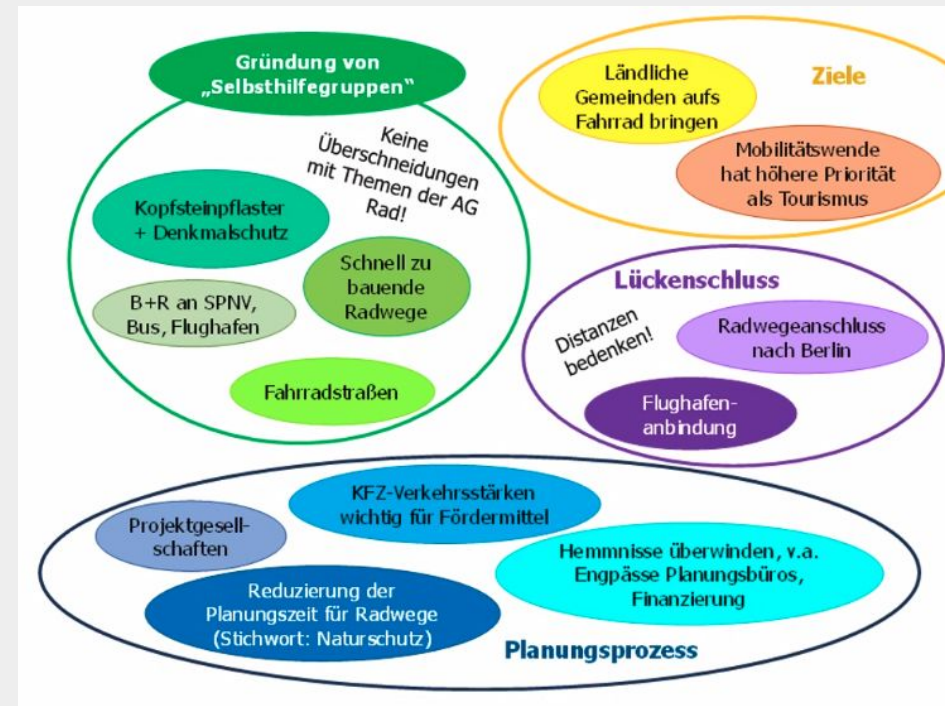 Gründung von
„Selbsthilfegruppen“
Keine
Überschneidungen
mit Themen der AG
Rad!
Kopfsteinpflaster
+ Denkmalschutz
Schnell zu
bauende
Radwege
B+R an SPNV,
Bus, Flughafen
Fahrradstraßen
Ziele
Ländliche
Gemeinden aufs
Fahrrad bringen
Mobilitätswende
hat höhere Priorität
als Tourismus
Lückenschluss
Distanzen
bedenken!
Radwegeanschluss
nach Berlin
Flughafen-
anbindung
KFZ-Verkehrsstärken
wichtig für Fördermittel
Projektgesell-
schaften
Hemmnisse überwinden, v.a.
Engpässe Planungsbüros,
Finanzierung
Reduzierung der
Planungszeit für Radwege
(Stichwort: Naturschutz)
Planungsprozess